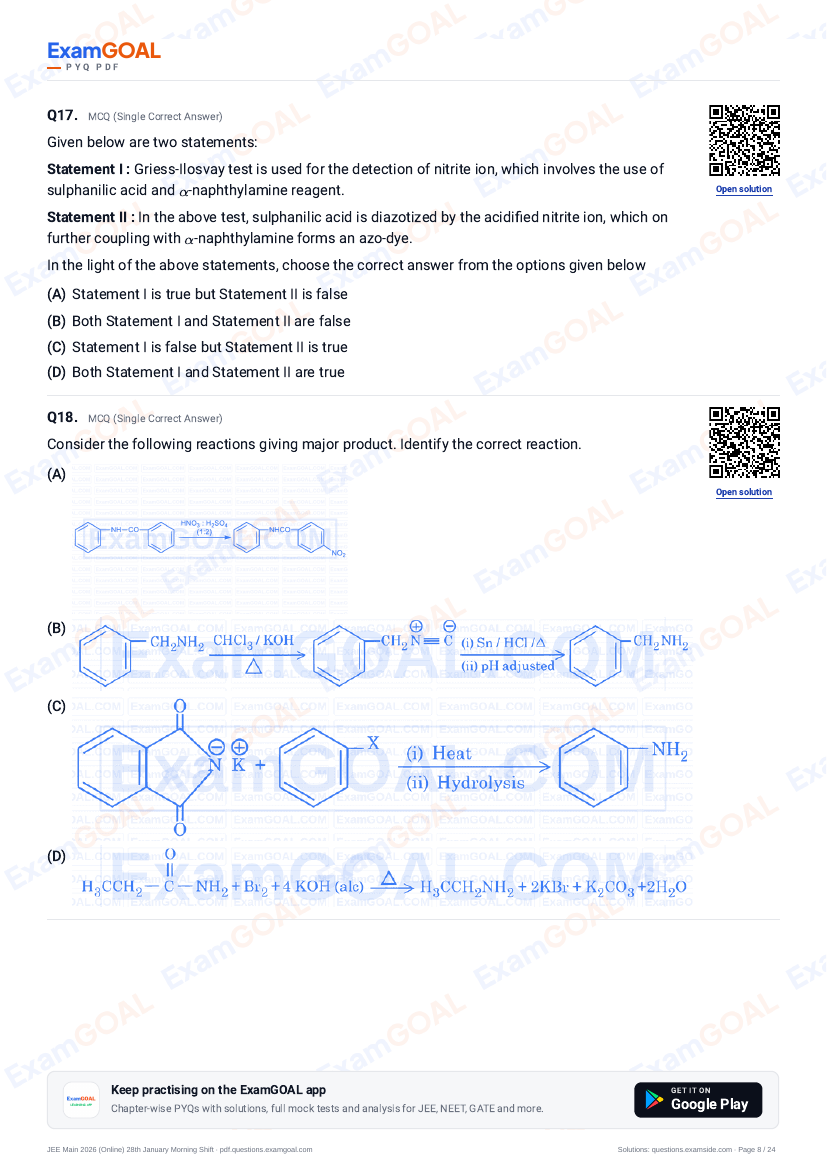 ExamGOAL
PYQ PDF
Q17. MCQ (Single Correct Answer)
Given below are two statements:
Statement I : Griess-Ilosvay test is used for the detection of nitrite ion, which involves the use of
sulphanilic acid and α-naphthylamine reagent.
Statement II : In the above test, sulphanilic acid is diazotized by the acidified nitrite ion, which on
further coupling with α-naphthylamine forms an azo-dye.
In the light of the above statements, choose the correct answer from the options given below
(A) Statement I is true but Statement II is false
(B) Both Statement I and Statement II are false
(C) Statement I is false but Statement II is true
(D) Both Statement I and Statement II are true
Open solution
Q18. MCQ (Single Correct Answer)
Consider the following reactions giving major product. Identify the correct reaction.
Open solution
(A)
NH—CO HNO₃ : H₂SO₄ (1:2) NHCO NO₂
(B)
CH₂NH₂ CHCl₃ / KOH △ CH₂N⊕≡C⊖ (i) Sn / HCl /△ (ii) pH adjusted CH₂NH₂
(C)
O O N⊖ K⊕ + X (i) Heat (ii) Hydrolysis NH₂
(D)
H₃CCH₂—C(=O)—NH₂ + Br₂ + 4 KOH (alc) △ → H₃CCH₂NH₂ + 2KBr + K₂CO₃ +2H₂O
Keep practising on the ExamGOAL app
Chapter-wise PYQs with solutions, full mock tests and analysis for JEE, NEET, GATE and more.
GET IT ON
Google Play
JEE Main 2026 (Online) 28th January Morning Shift · pdf.questions.examgoal.com
Solutions: questions.examside.com · Page 8 / 24